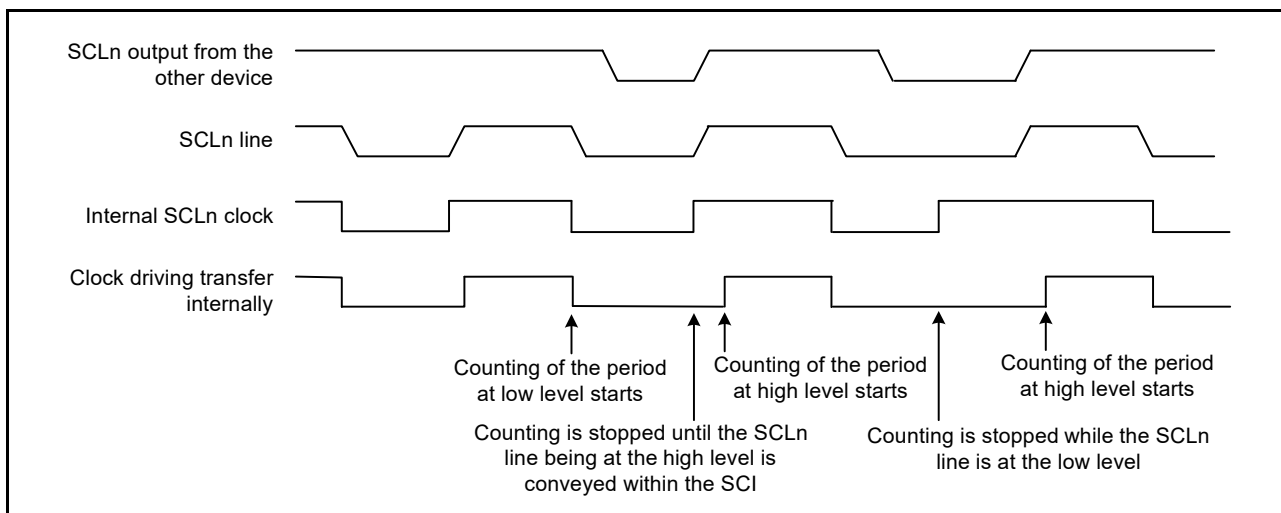 SCLn output from the
other device
SCLn line
Internal SCLn clock
Clock driving transfer
internally
Counting of the period
at low level starts
Counting of the period
at high level starts
Counting of the period
at high level starts
Counting is stopped until the SCLn
line being at the high level is
conveyed within the SCI
Counting is stopped while the SCLn
line is at the low level